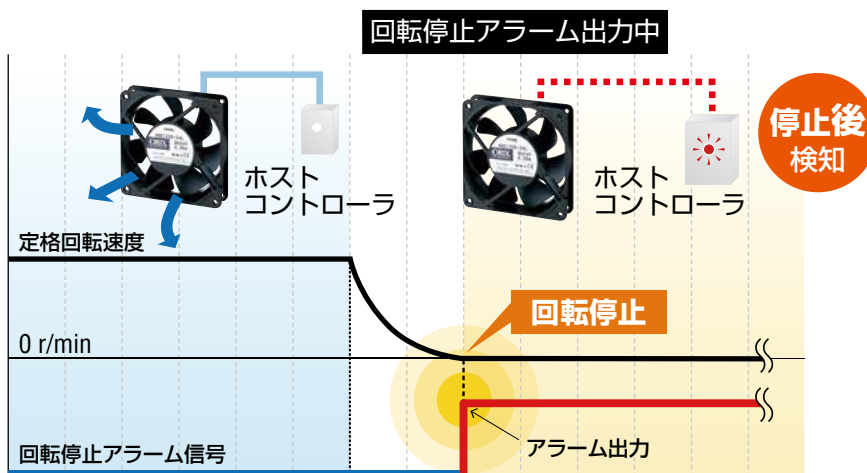 回転停止アラーム出力中
停止後
検知
ホスト
コントローラ
ホスト
コントローラ
定格回転速度
回転停止
0 r/min
アラーム出力
回転停止アラーム信号